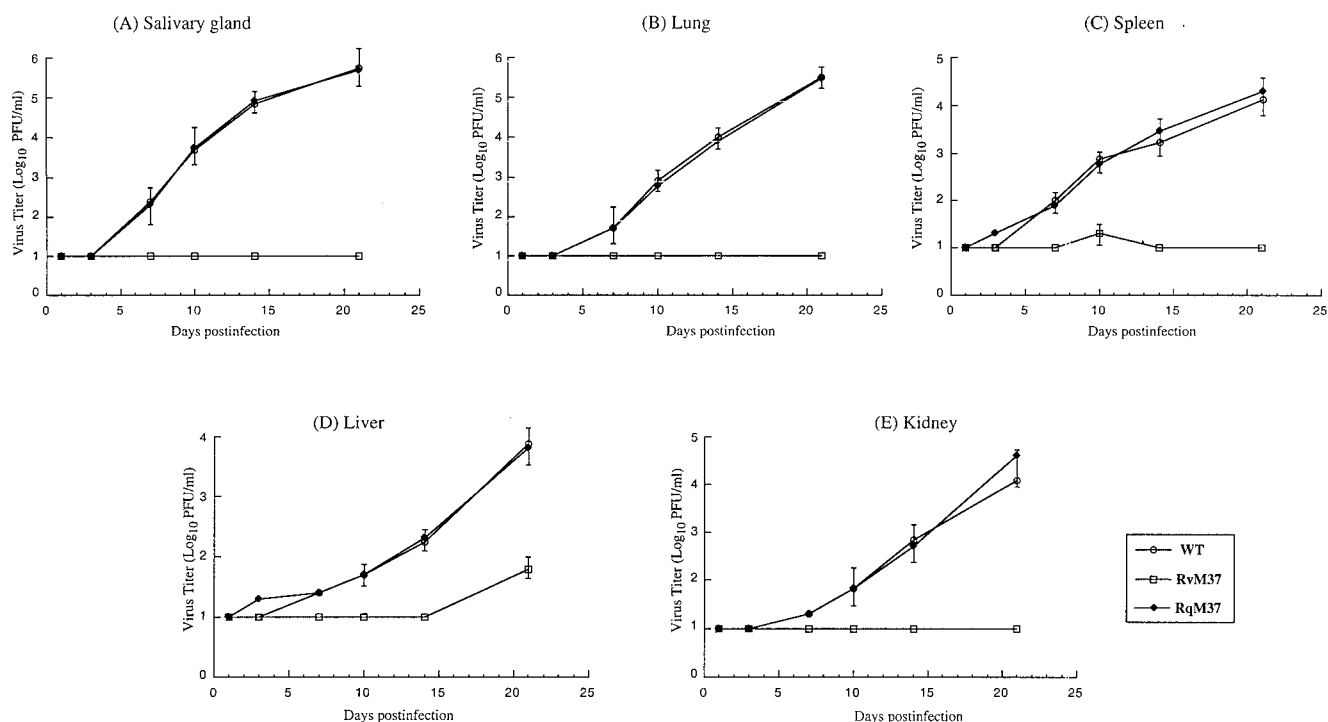 (A) Salivary gland
Virus Titer (Log10 PFU/ml)
6
5
4
3
2
1
0
0 5 10 15 20 25
Days postinfection
(B) Lung
Virus Titer (Log10 PFU/ml)
6
5
4
3
2
1
0
0 5 10 15 20 25
Days postinfection
(C) Spleen
Virus Titer (Log10 PFU/ml)
5
4
3
2
1
0
0 5 10 15 20 25
Days postinfection
(D) Liver
Virus Titer (Log10 PFU/ml)
4
3
2
1
0
0 5 10 15 20 25
Days postinfection
(E) Kidney
Virus Titer (Log10 PFU/ml)
5
4
3
2
1
0
0 5 10 15 20 25
Days postinfection
WT
RvM37
RqM37